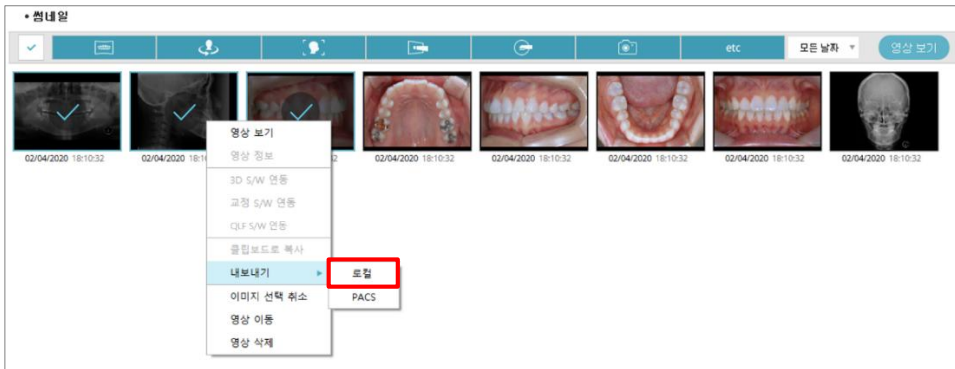 • 썸네일
etc 모든 날짜 영상 보기
02/04/2020 18:10:32 02/04/2020 18:1 2 02/04/2020 18:10:32 02/04/2020 18:10:32 02/04/2020 18:10:32 02/04/2020 18:10:32 02/04/2020 18:10:32
영상 보기
영상 정보
3D S/W 연동
교정 S/W 연동
QLF S/W 연동
클립보드로 복사
내보내기 로컬
이미지 선택 취소 PACS
영상 이동
영상 삭제